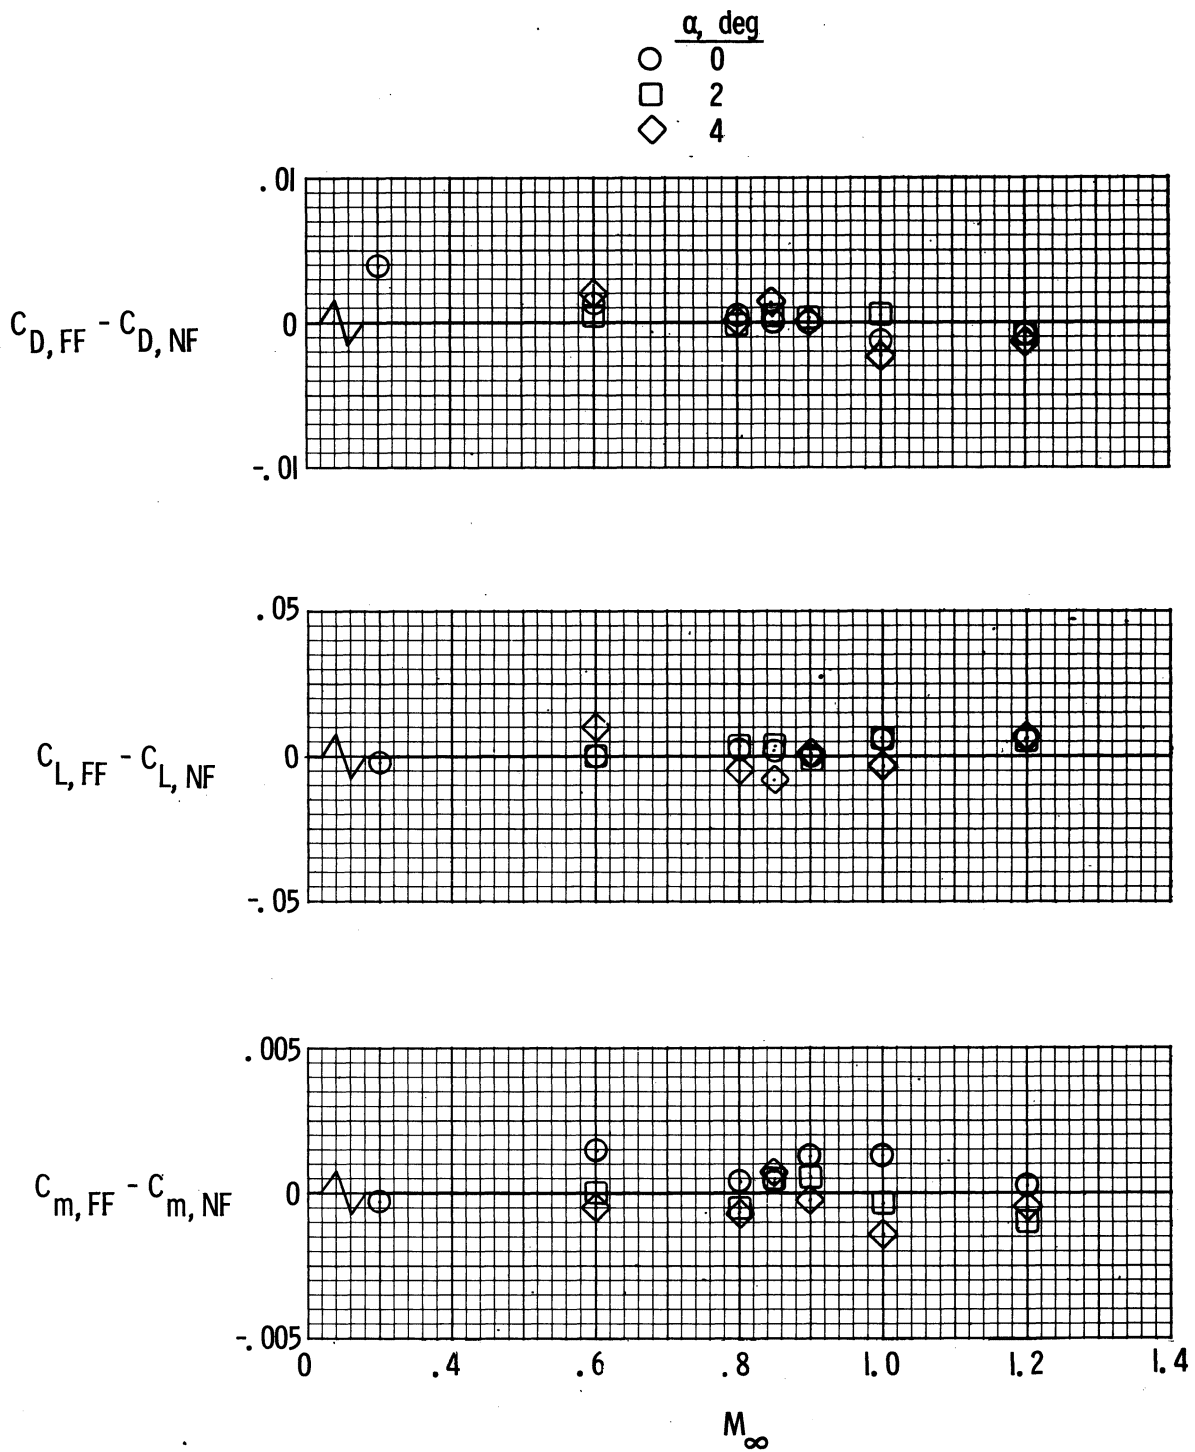 α, deg
0
2
4
.01
C_D,FF - C_D,NF
0
-.01
.05
C_L,FF - C_L,NF
0
-.05
.005
C_m,FF - C_m,NF
0
-.005
0 .4 .6 .8 1.0 1.2 1.4
M_∞